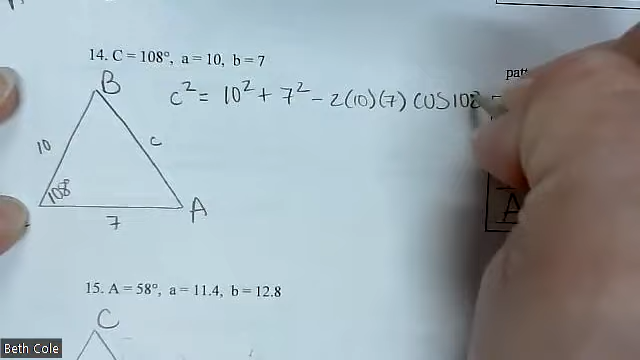 14. C = 108°, a = 10, b = 7
B
c² = 10² + 7² - 2(10)(7) cos 108
10
c
108°
7
A
A
15. A = 58°, a = 11.4, b = 12.8
C
Beth Cole